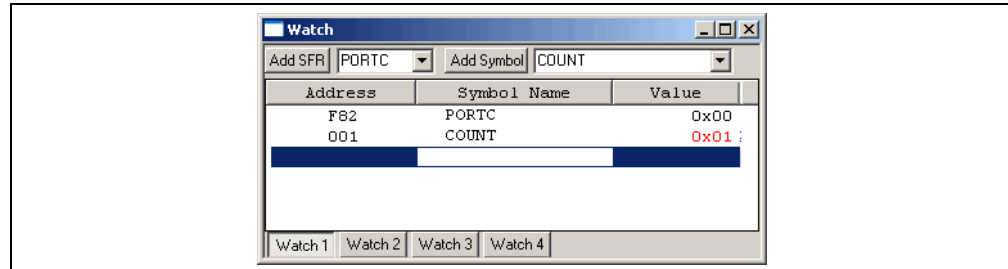 Watch
Add SFR PORTC Add Symbol COUNT
Address Symbol Name Value
F82 PORTC 0x00
001 COUNT 0x01
Watch 1 Watch 2 Watch 3 Watch 4